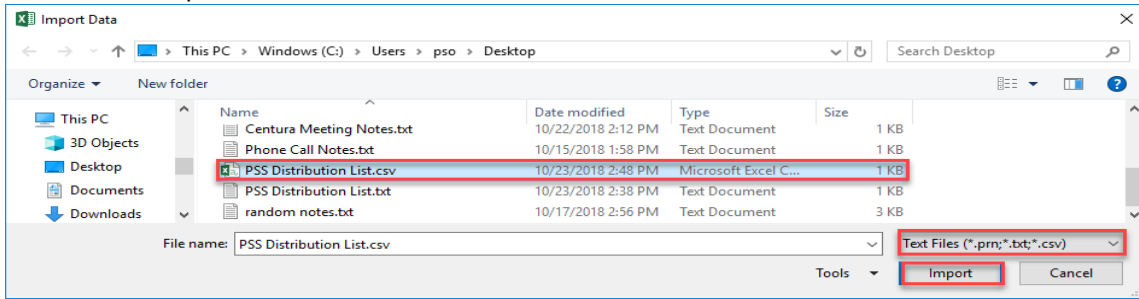 Import Data
This PC > Windows (C:) > Users > pso > Desktop
Search Desktop
Organize
New folder
This PC
3D Objects
Desktop
Documents
Downloads
Name Date modified Type Size
Centura Meeting Notes.txt 10/22/2018 2:12 PM Text Document 1 KB
Phone Call Notes.txt 10/15/2018 1:58 PM Text Document 1 KB
PSS Distribution List.csv 10/23/2018 2:48 PM Microsoft Excel C... 1 KB
PSS Distribution List.txt 10/23/2018 2:38 PM Text Document 1 KB
random notes.txt 10/17/2018 2:56 PM Text Document 3 KB
File name: PSS Distribution List.csv
Text Files (*.prn;*.txt;*.csv)
Tools Import Cancel